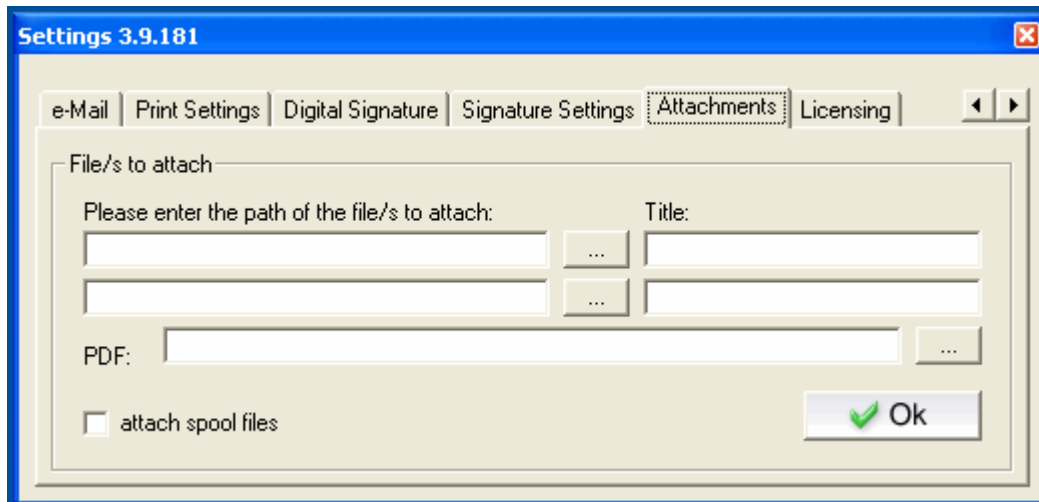 Settings 3.9.181
e-Mail Print Settings Digital Signature Signature Settings Attachments Licensing
File/s to attach
Please enter the path of the file/s to attach: Title:
...
...
PDF: ...
attach spool files Ok